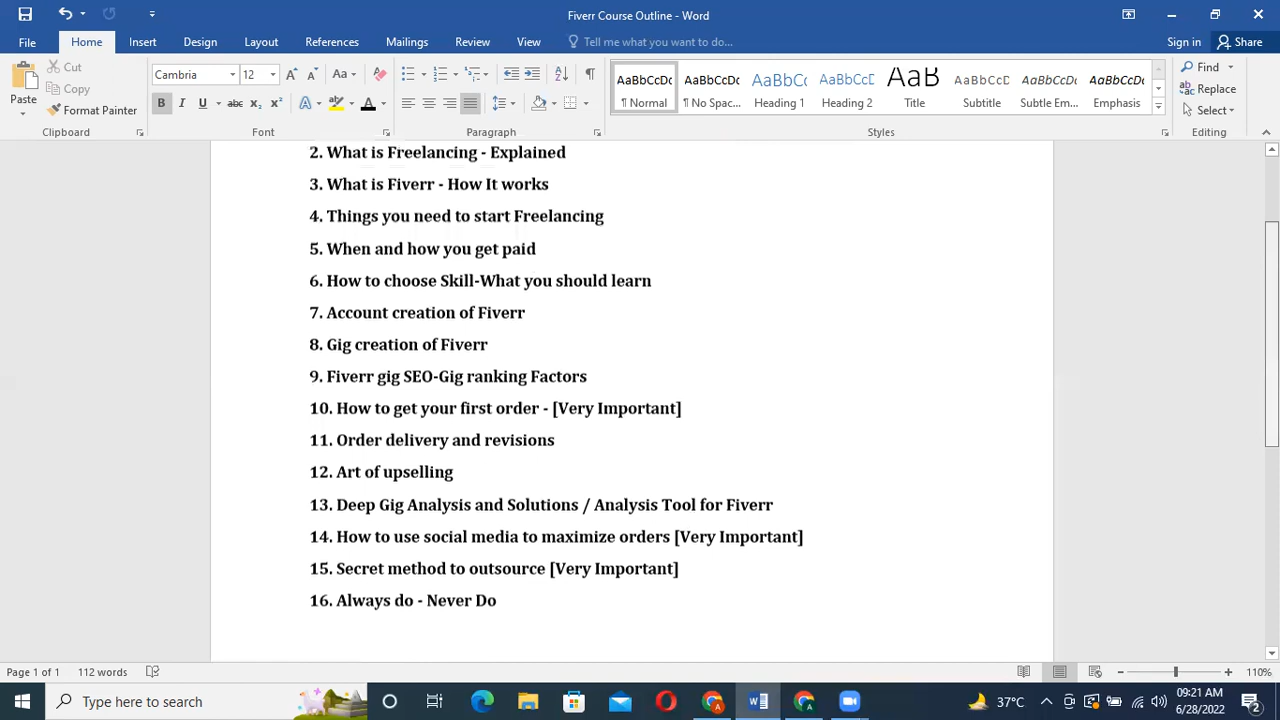 Fiverr Course Outline - Word
File Home Insert Design Layout References Mailings Review View Tell me what you want to do... Sign in Share
Cut
Copy
Format Painter
Paste
Clipboard
Cambria 12
Font
Paragraph
AaBbCcDc AaBbCcDc AaBbCc AaBbCcE AaB AaBbCcD AaBbCcDc AaBbCcDc
¶ Normal ¶ No Spac... Heading Heading 2 Title Subtitle Subtle Em... Emphasis
Styles
Find
Replace
Select
Editing
2. What is Freelancing - Explained
3. What is Fiverr - How It works
4. Things you need to start Freelancing
5. When and how you get paid
6. How to choose Skill-What you should learn
7. Account creation of Fiverr
8. Gig creation of Fiverr
9. Fiverr gig SEO-Gig ranking Factors
10. How to get your first order - [Very Important]
11. Order delivery and revisions
12. Art of upselling
13. Deep Gig Analysis and Solutions / Analysis Tool for Fiverr
14. How to use social media to maximize orders [Very Important]
15. Secret method to outsource [Very Important]
16. Always do - Never Do
Page 1 of 1 112 words 110%
Type here to search 37°C 09:21 AM
6/28/2022